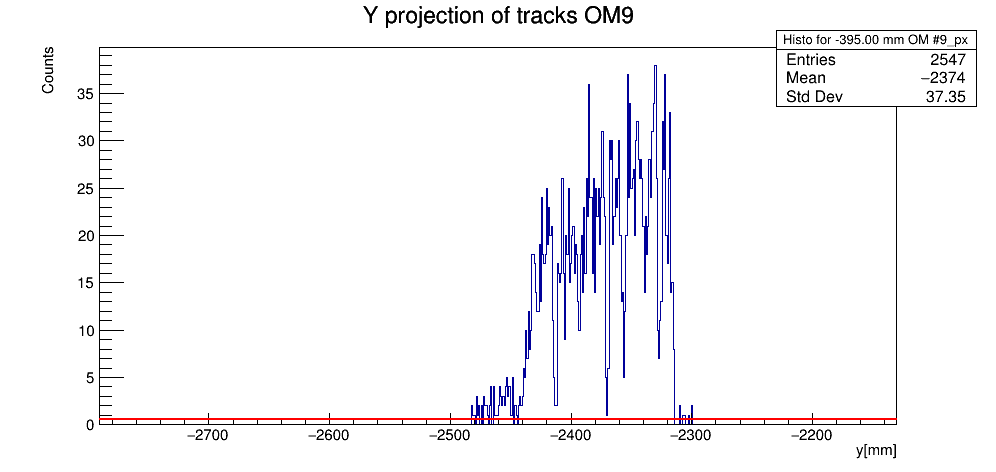 Y projection of tracks OM9
Histo for -395.00 mm OM #9_px
Entries 2547
Mean −2374
Std Dev 37.35
Counts
35
30
25
20
15
10
5
0
−2700 −2600 −2500 −2400 −2300 −2200
y[mm]